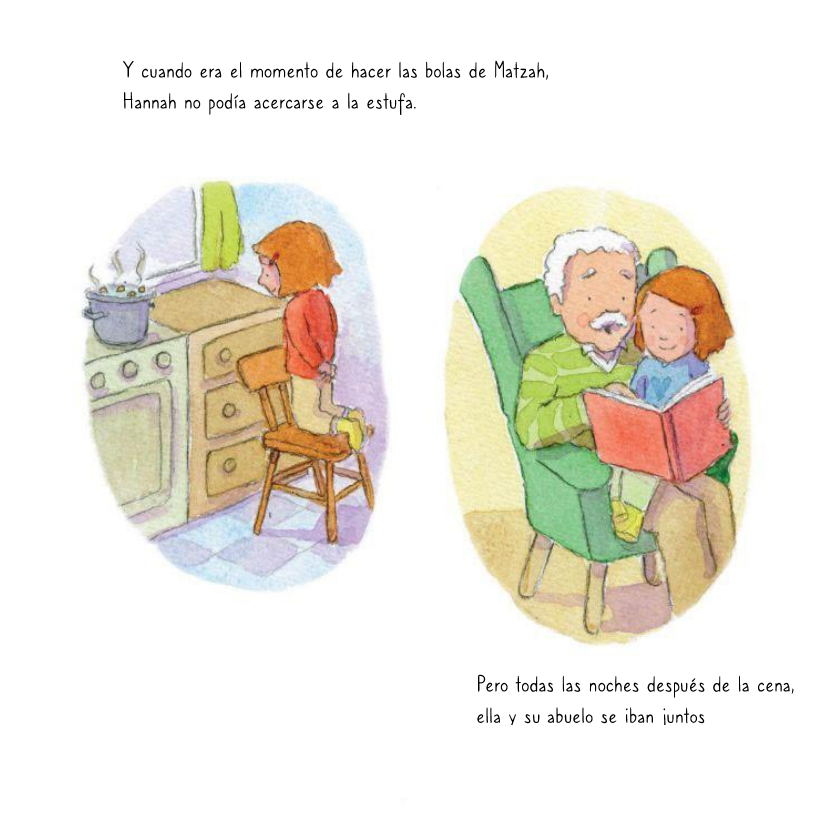 Y cuando era el momento de hacer las bolas de Matzah,
Hannah no podía acercarse a la estufa.
Pero todas las noches después de la cena,
ella y su abuelo se iban juntos